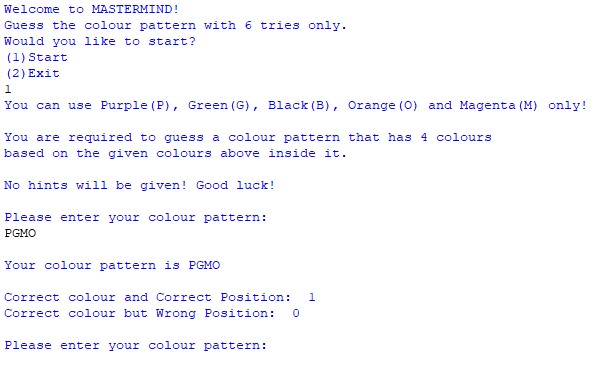 Welcome to MASTERMIND!
Guess the colour pattern with 6 tries only.
Would you like to start?
(1)Start
(2)Exit
1
You can use Purple(P), Green(G), Black(B), Orange(O) and Magenta(M) only!
You are required to guess a colour pattern that has 4 colours
based on the given colours above inside it.
No hints will be given! Good luck!
Please enter your colour pattern:
PGMO
Your colour pattern is PGMO
Correct colour and Correct Position:  1
Correct colour but Wrong Position:  0
Please enter your colour pattern: